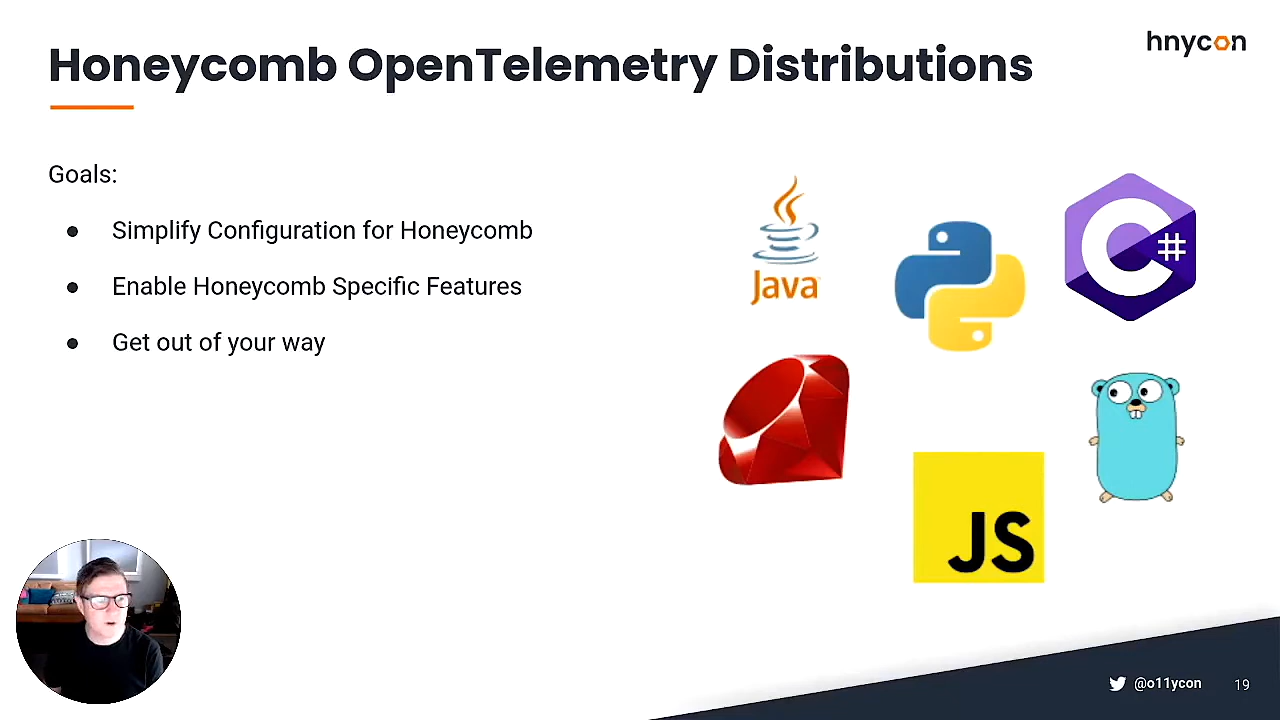 hnycon
Honeycomb OpenTelemetry Distributions
Goals:
● Simplify Configuration for Honeycomb
● Enable Honeycomb Specific Features
● Get out of your way
Java
C#
JS
@o11ycon
19